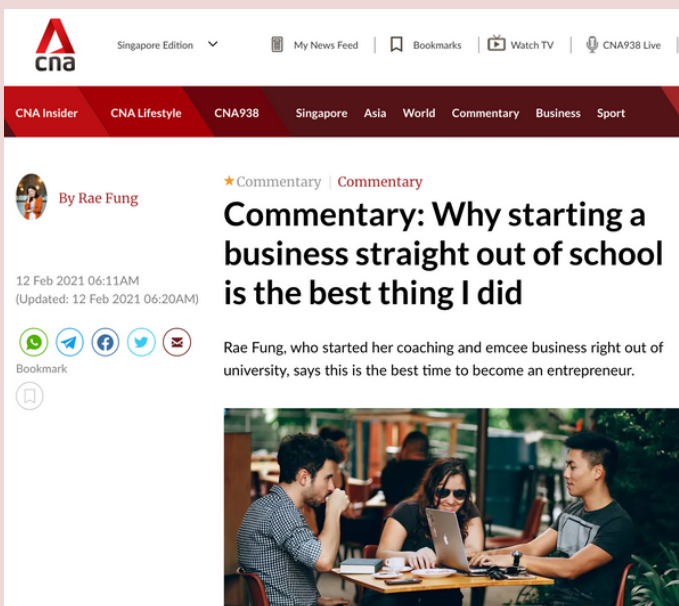 cna
Singapore Edition
My News Feed
Bookmarks
Watch TV
CNA938 Live
CNA Insider
CNA Lifestyle
CNA938
Singapore
Asia
World
Commentary
Business
Sport
By Rae Fung
12 Feb 2021 06:11AM
(Updated: 12 Feb 2021 06:20AM)
Bookmark
★Commentary | Commentary
Commentary: Why starting a
business straight out of school
is the best thing I did
Rae Fung, who started her coaching and emcee business right out of
university, says this is the best time to become an entrepreneur.